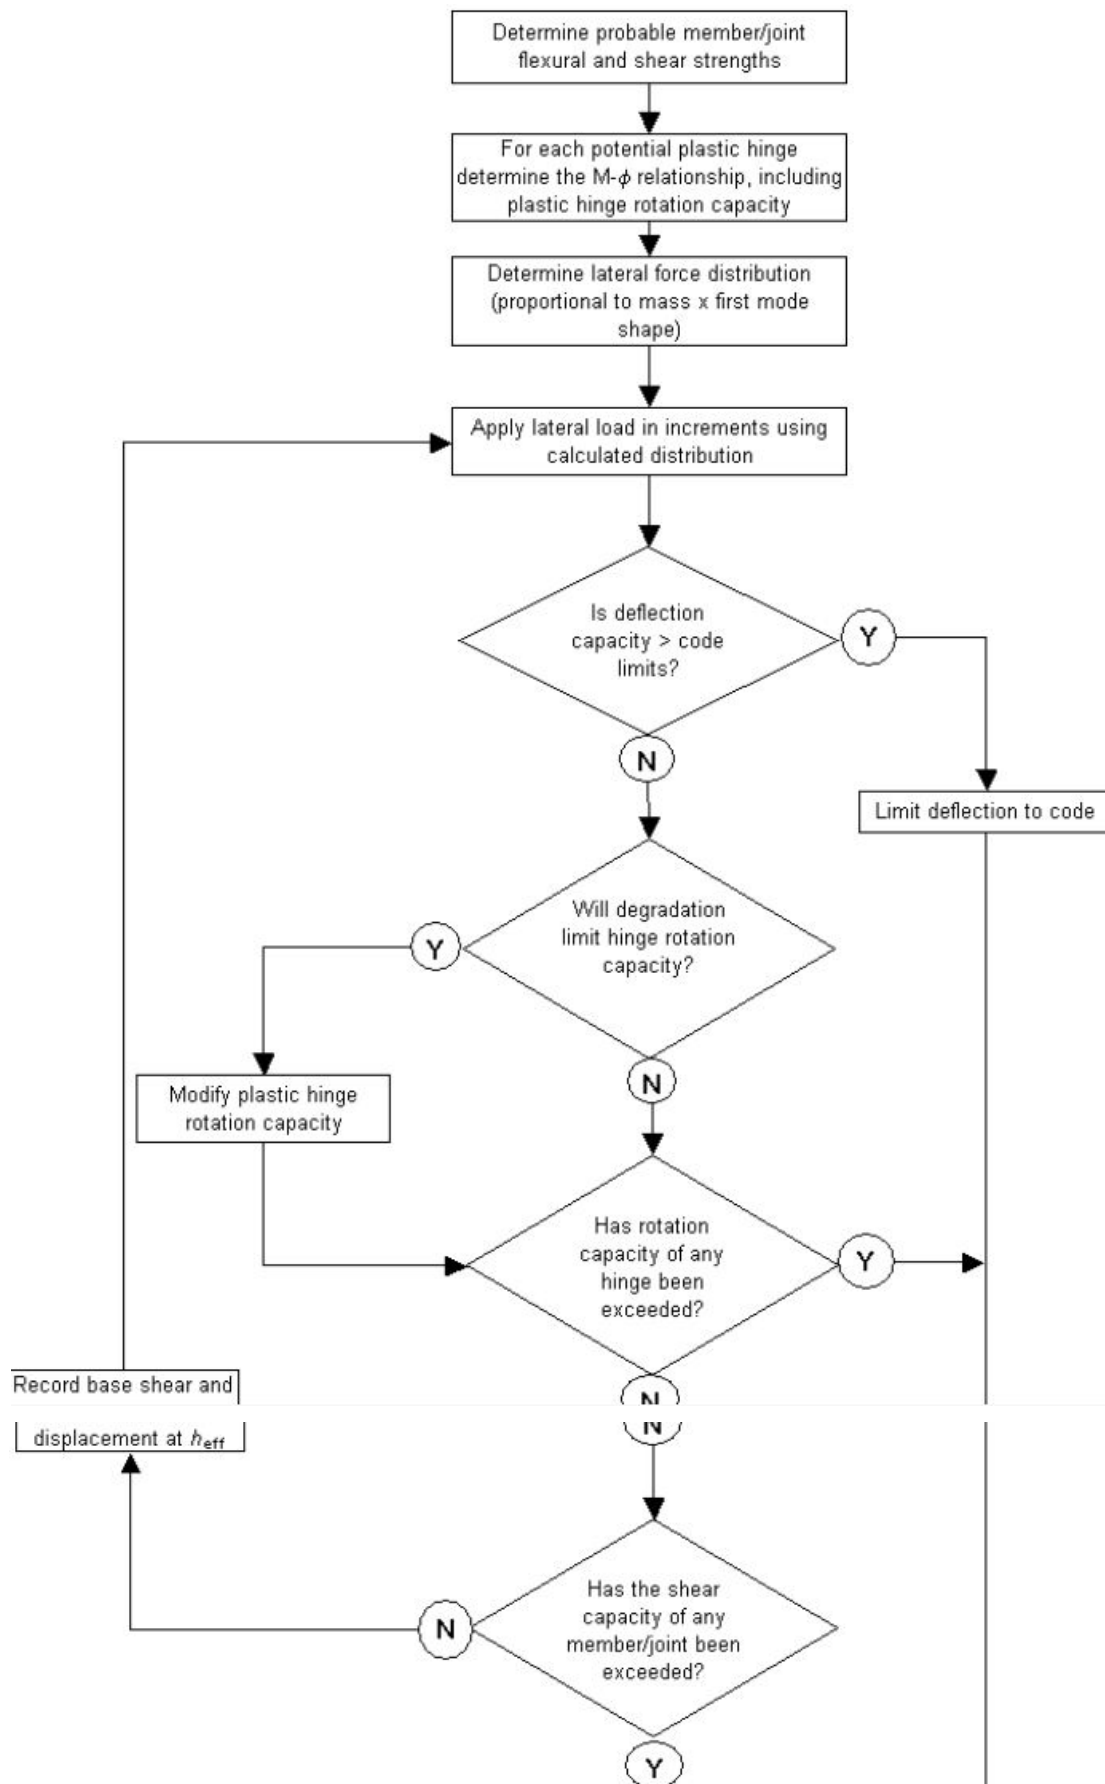 Determine probable member/joint
flexural and shear strengths
For each potential plastic hinge
determine the M-ϕ relationship, including
plastic hinge rotation capacity
Determine lateral force distribution
(proportional to mass x first mode
shape)
Apply lateral load in increments using
calculated distribution
Is deflection
capacity > code
limits?
Y
N
Limit deflection to code
Will degradation
limit hinge rotation
capacity?
Y
N
Modify plastic hinge
rotation capacity
Has rotation
capacity of any
hinge been
exceeded?
Y
N
Record base shear and
N
displacement at heff
Has the shear
capacity of any
member/joint been
exceeded?
N
Y